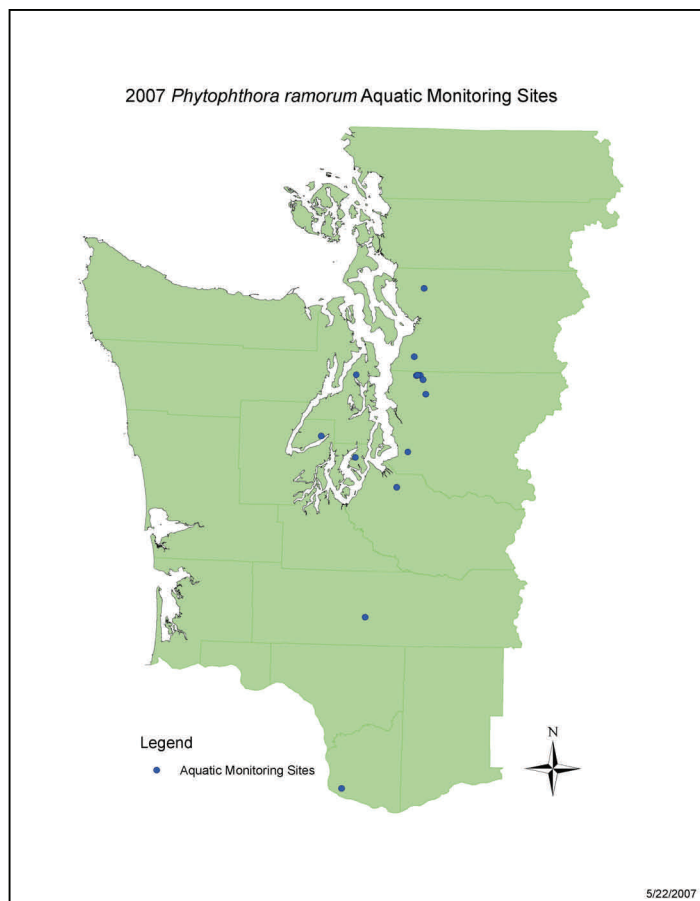 2007 Phytophthora ramorum Aquatic Monitoring Sites
Legend
Aquatic Monitoring Sites
N
5/22/2007